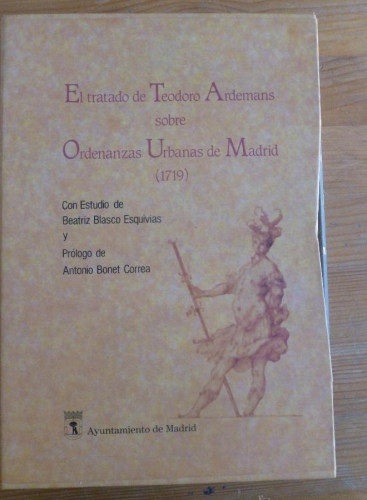 El tratado de Teodoro Ardemans
sobre
Ordenanzas Urbanas de Madrid
(1719)
Con Estudio de
Beatriz Blasco Esquivias
y
Prólogo de
Antonio Bonet Correa
Ayuntamiento de Madrid